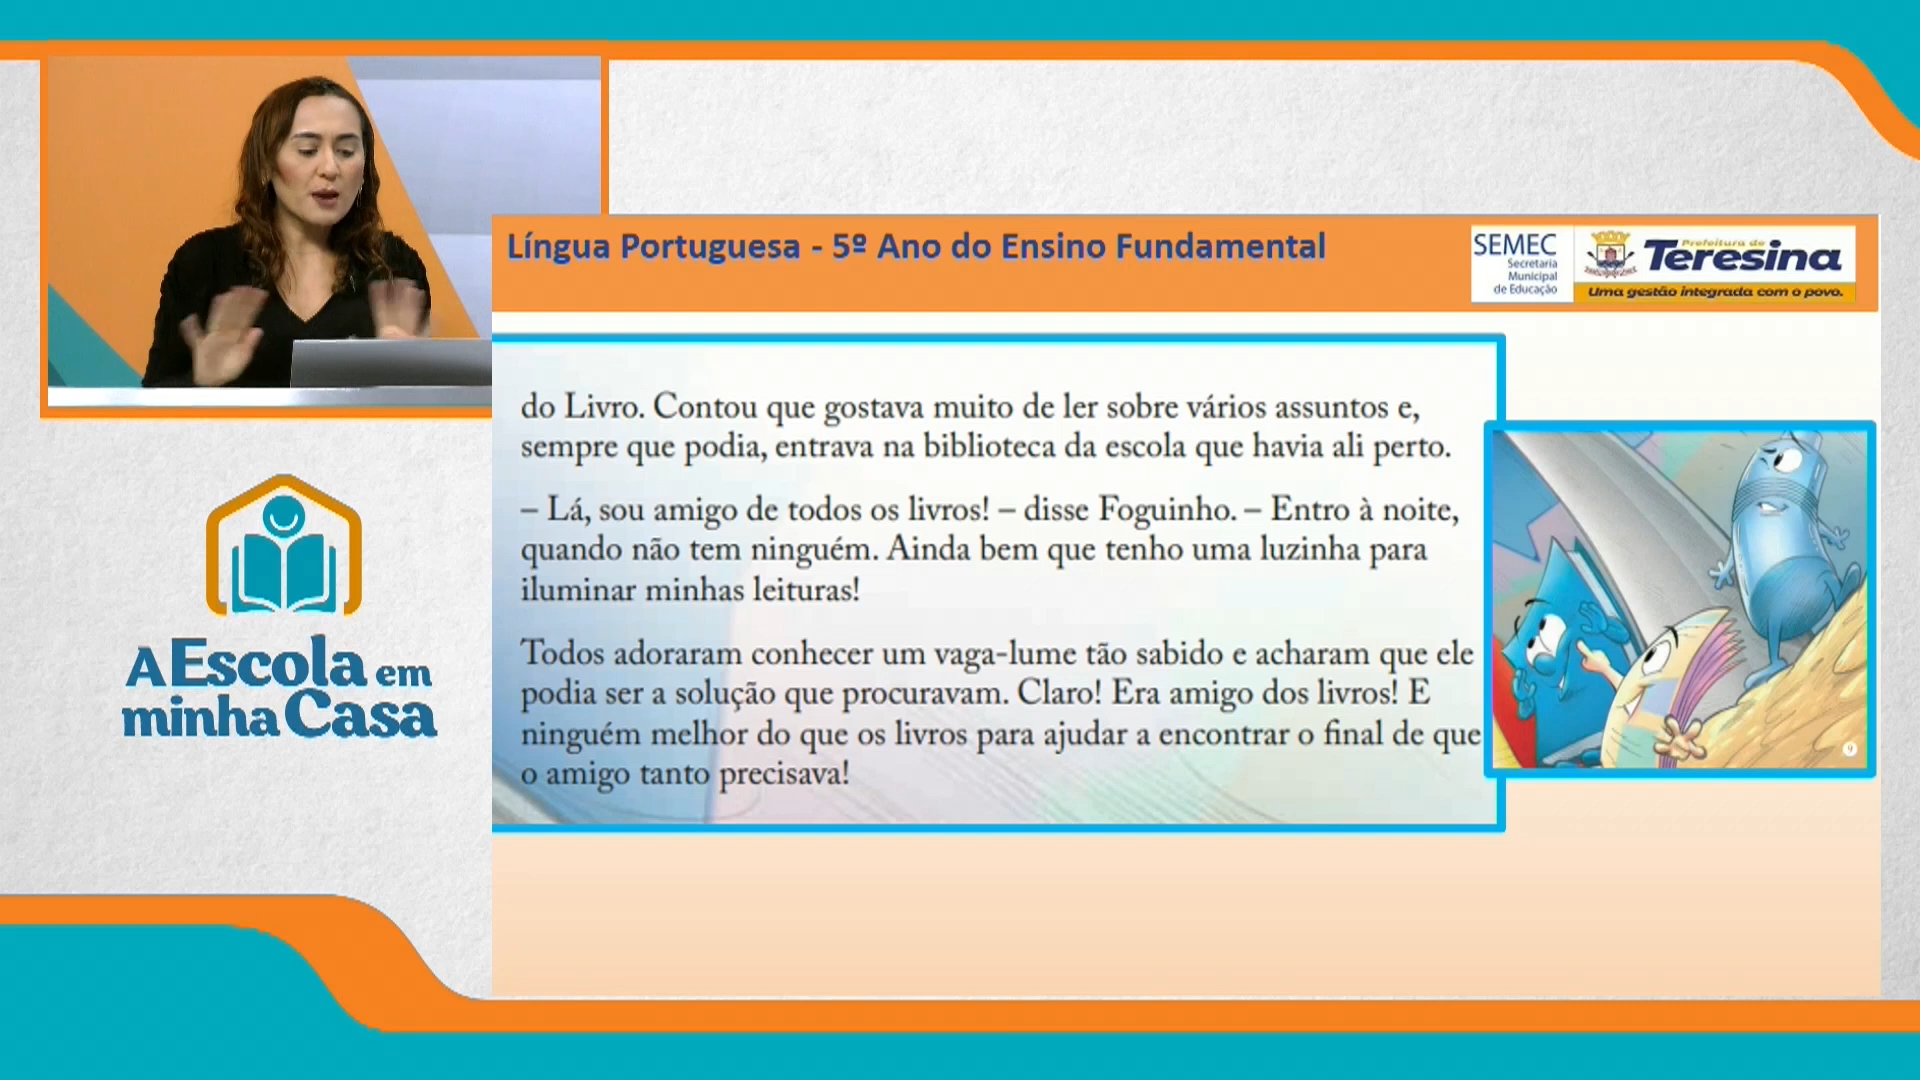 Língua Portuguesa - 5º Ano do Ensino Fundamental
SEMEC
Secretaria
Municipal
de Educação
Prefeitura de
Teresina
Uma gestão integrada com o povo.
do Livro. Contou que gostava muito de ler sobre vários assuntos e,
sempre que podia, entrava na biblioteca da escola que havia ali perto.
– Lá, sou amigo de todos os livros! – disse Foguinho. – Entro à noite,
quando não tem ninguém. Ainda bem que tenho uma luzinha para
iluminar minhas leituras!
Todos adoraram conhecer um vaga-lume tão sabido e acharam que ele
podia ser a solução que procuravam. Claro! Era amigo dos livros! E
ninguém melhor do que os livros para ajudar a encontrar o final de que
o amigo tanto precisava!
9
A Escola em
minha Casa